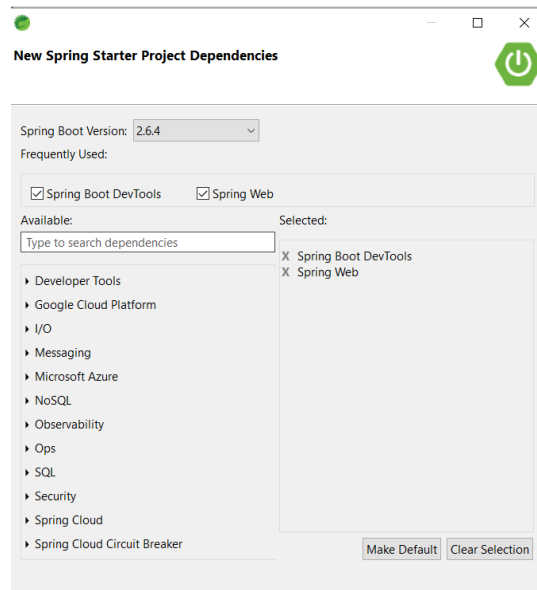 New Spring Starter Project Dependencies
Spring Boot Version: 2.6.4
Frequently Used:
Spring Boot DevTools Spring Web
Available:
Type to search dependencies
Developer Tools
Google Cloud Platform
I/O
Messaging
Microsoft Azure
NoSQL
Observability
Ops
SQL
Security
Spring Cloud
Spring Cloud Circuit Breaker
Selected:
X Spring Boot DevTools
X Spring Web
Make Default Clear Selection